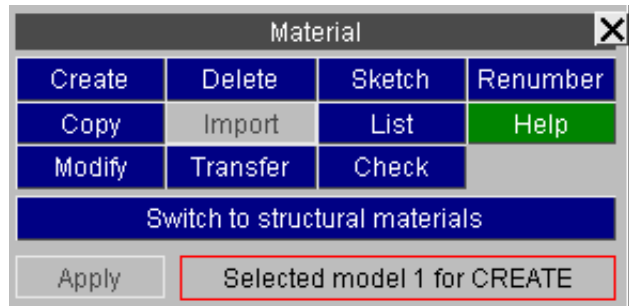 Material X
Create Delete Sketch Renumber
Copy Import List Help
Modify Transfer Check
Switch to structural materials
Apply Selected model 1 for CREATE